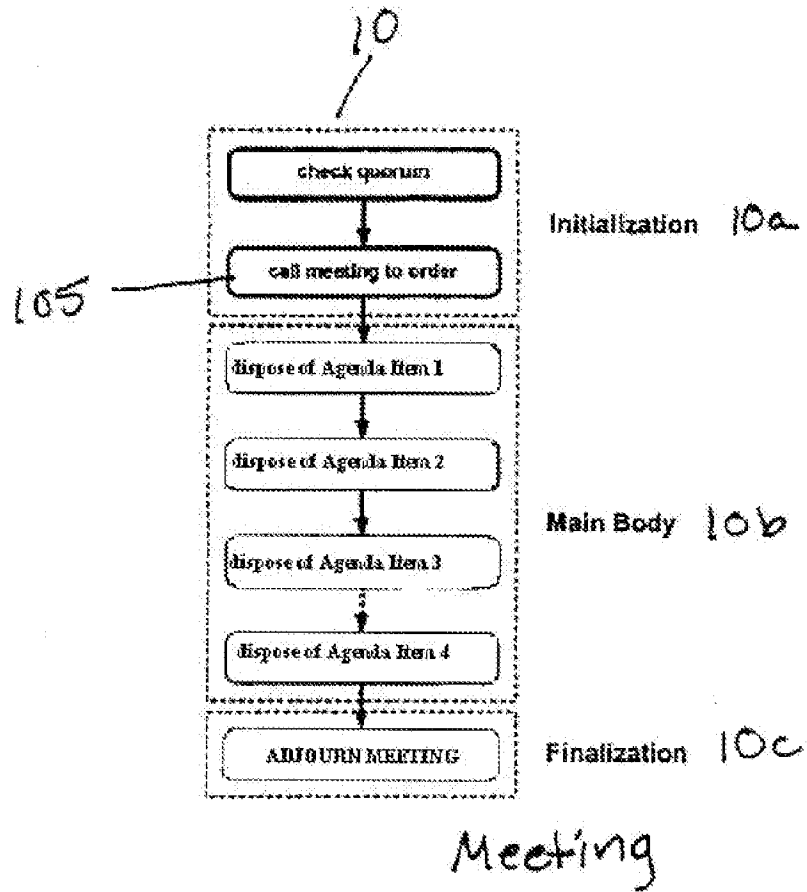 10
check quorum
Initialization 10a
call meeting to order
105
dispose of Agenda Item 1
dispose of Agenda Item 2
Main Body 10b
dispose of Agenda Item 3
dispose of Agenda Item 4
ADJOURN MEETING
Finalization 10c
Meeting